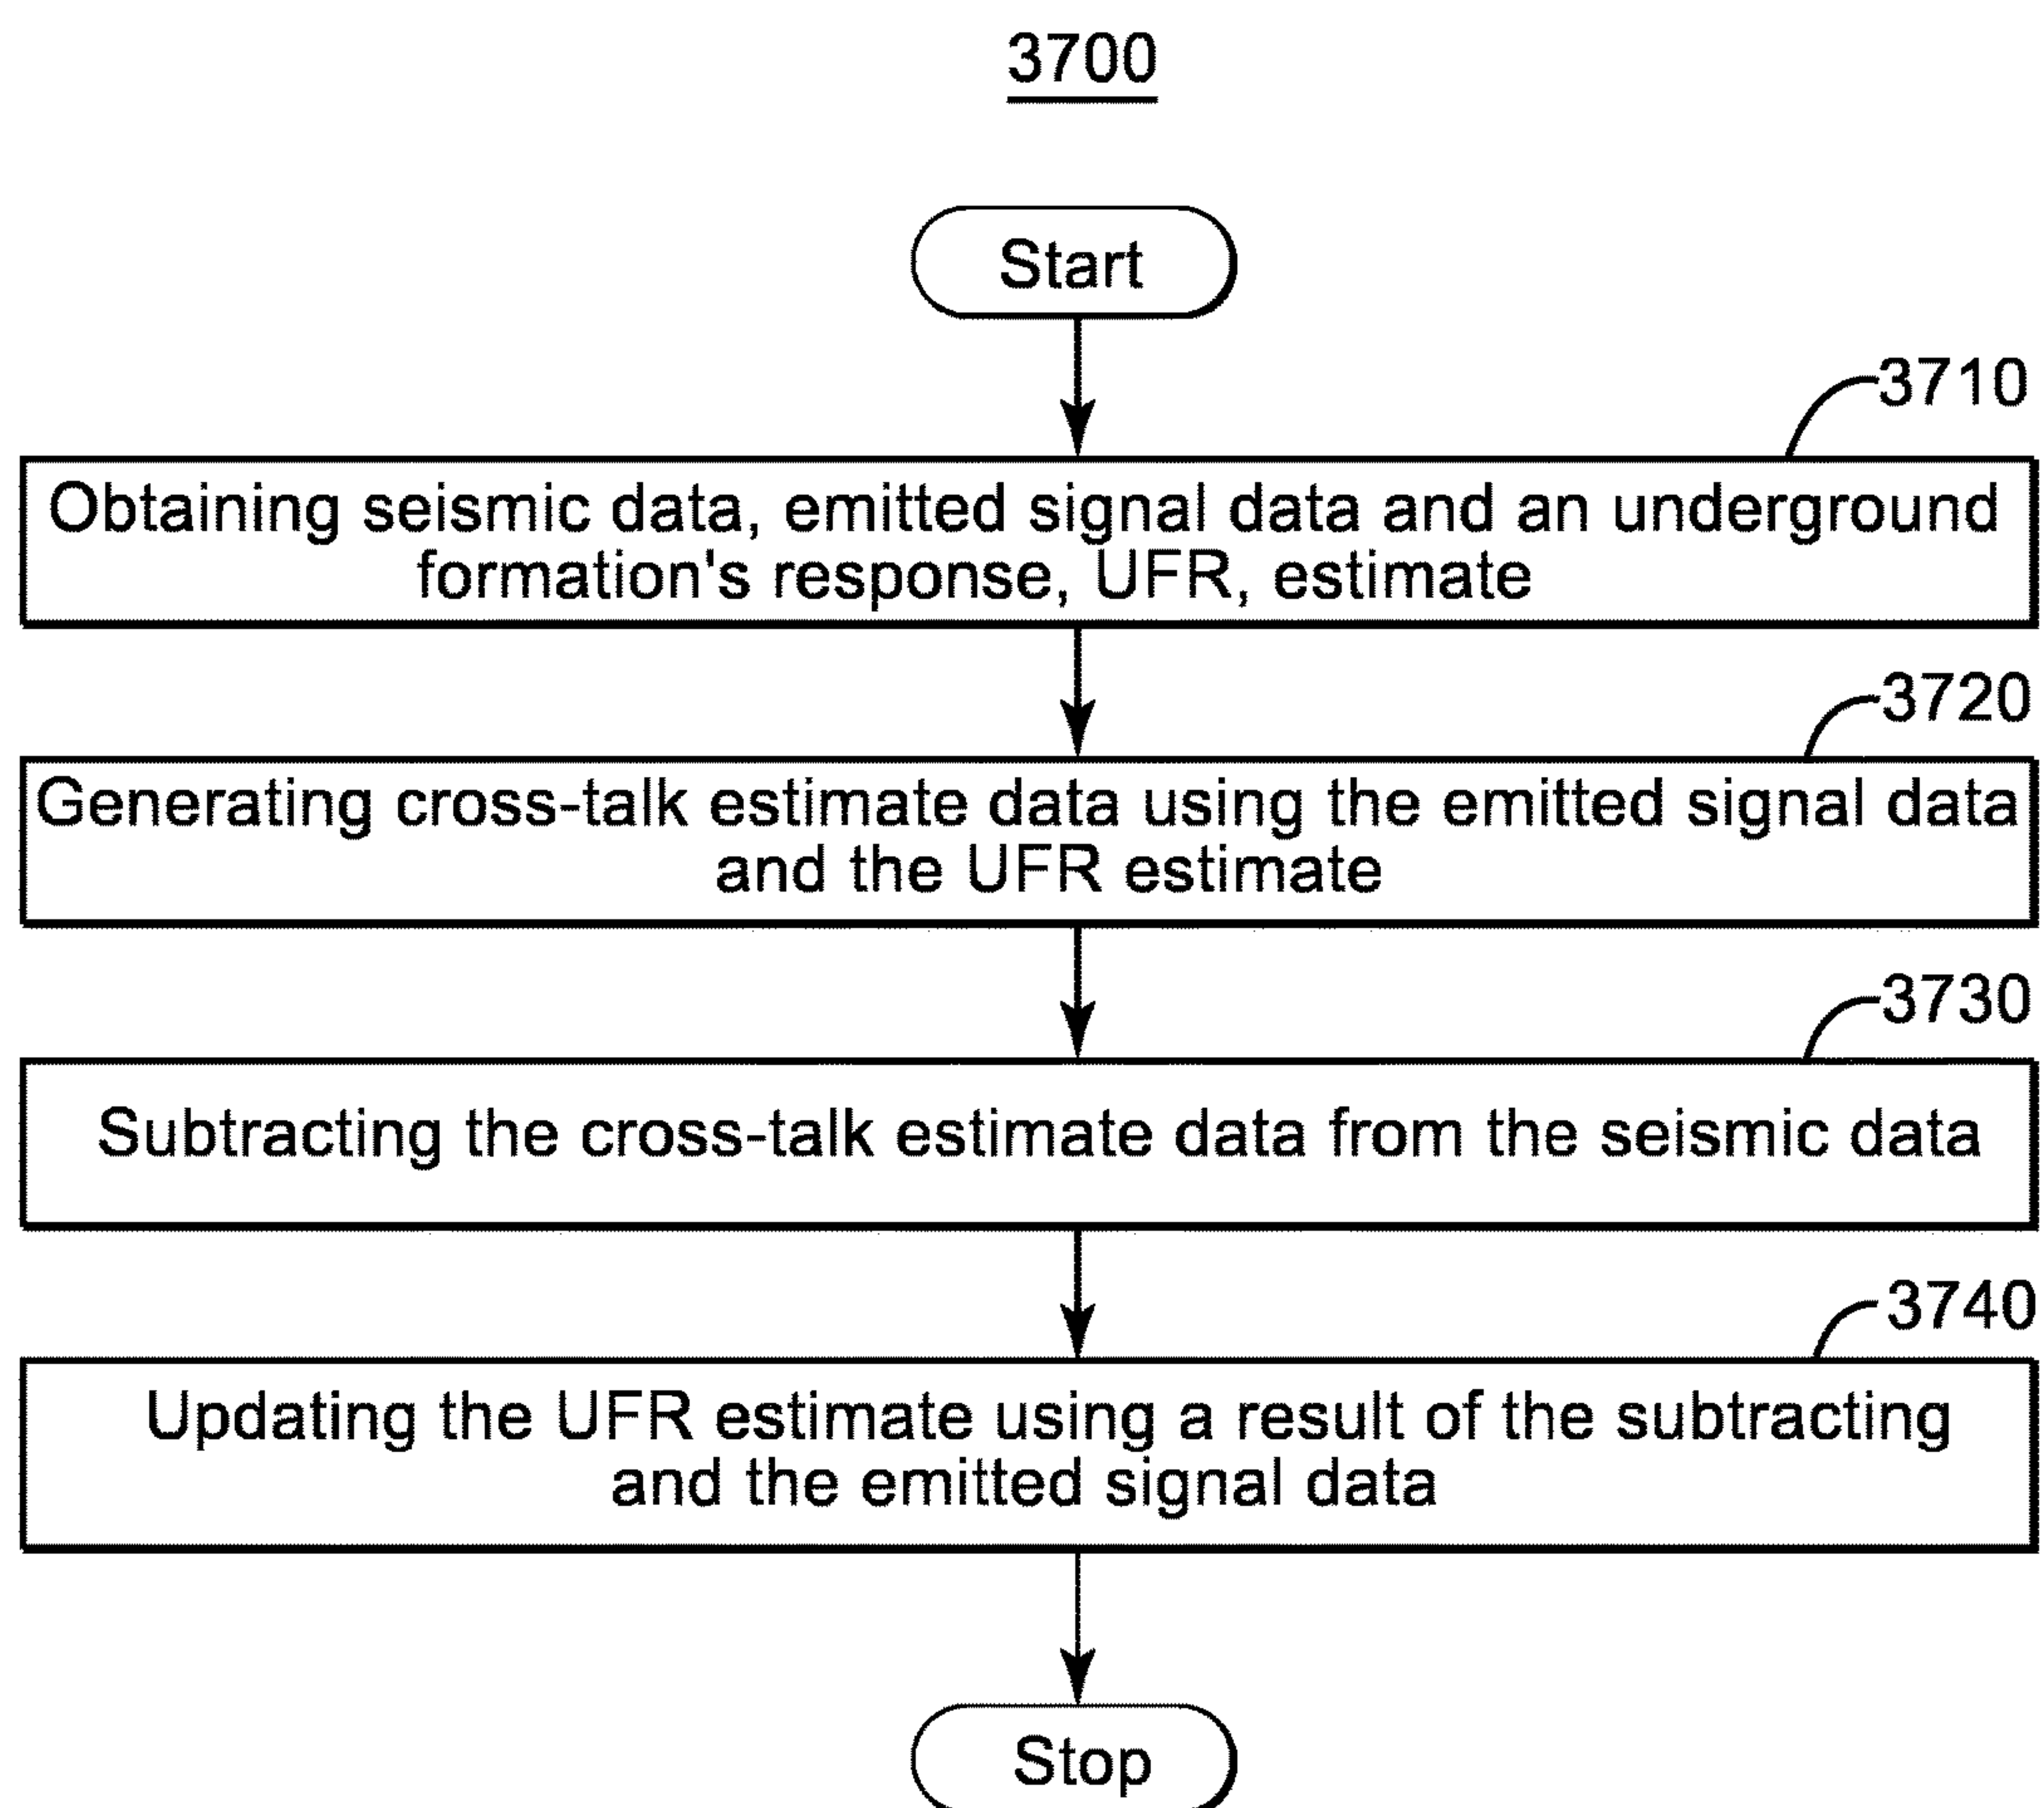 3700
Start
3710
Obtaining seismic data, emitted signal data and an underground
formation's response, UFR, estimate
3720
Generating cross-talk estimate data using the emitted signal data
and the UFR estimate
3730
Subtracting the cross-talk estimate data from the seismic data
3740
Updating the UFR estimate using a result of the subtracting
and the emitted signal data
Stop